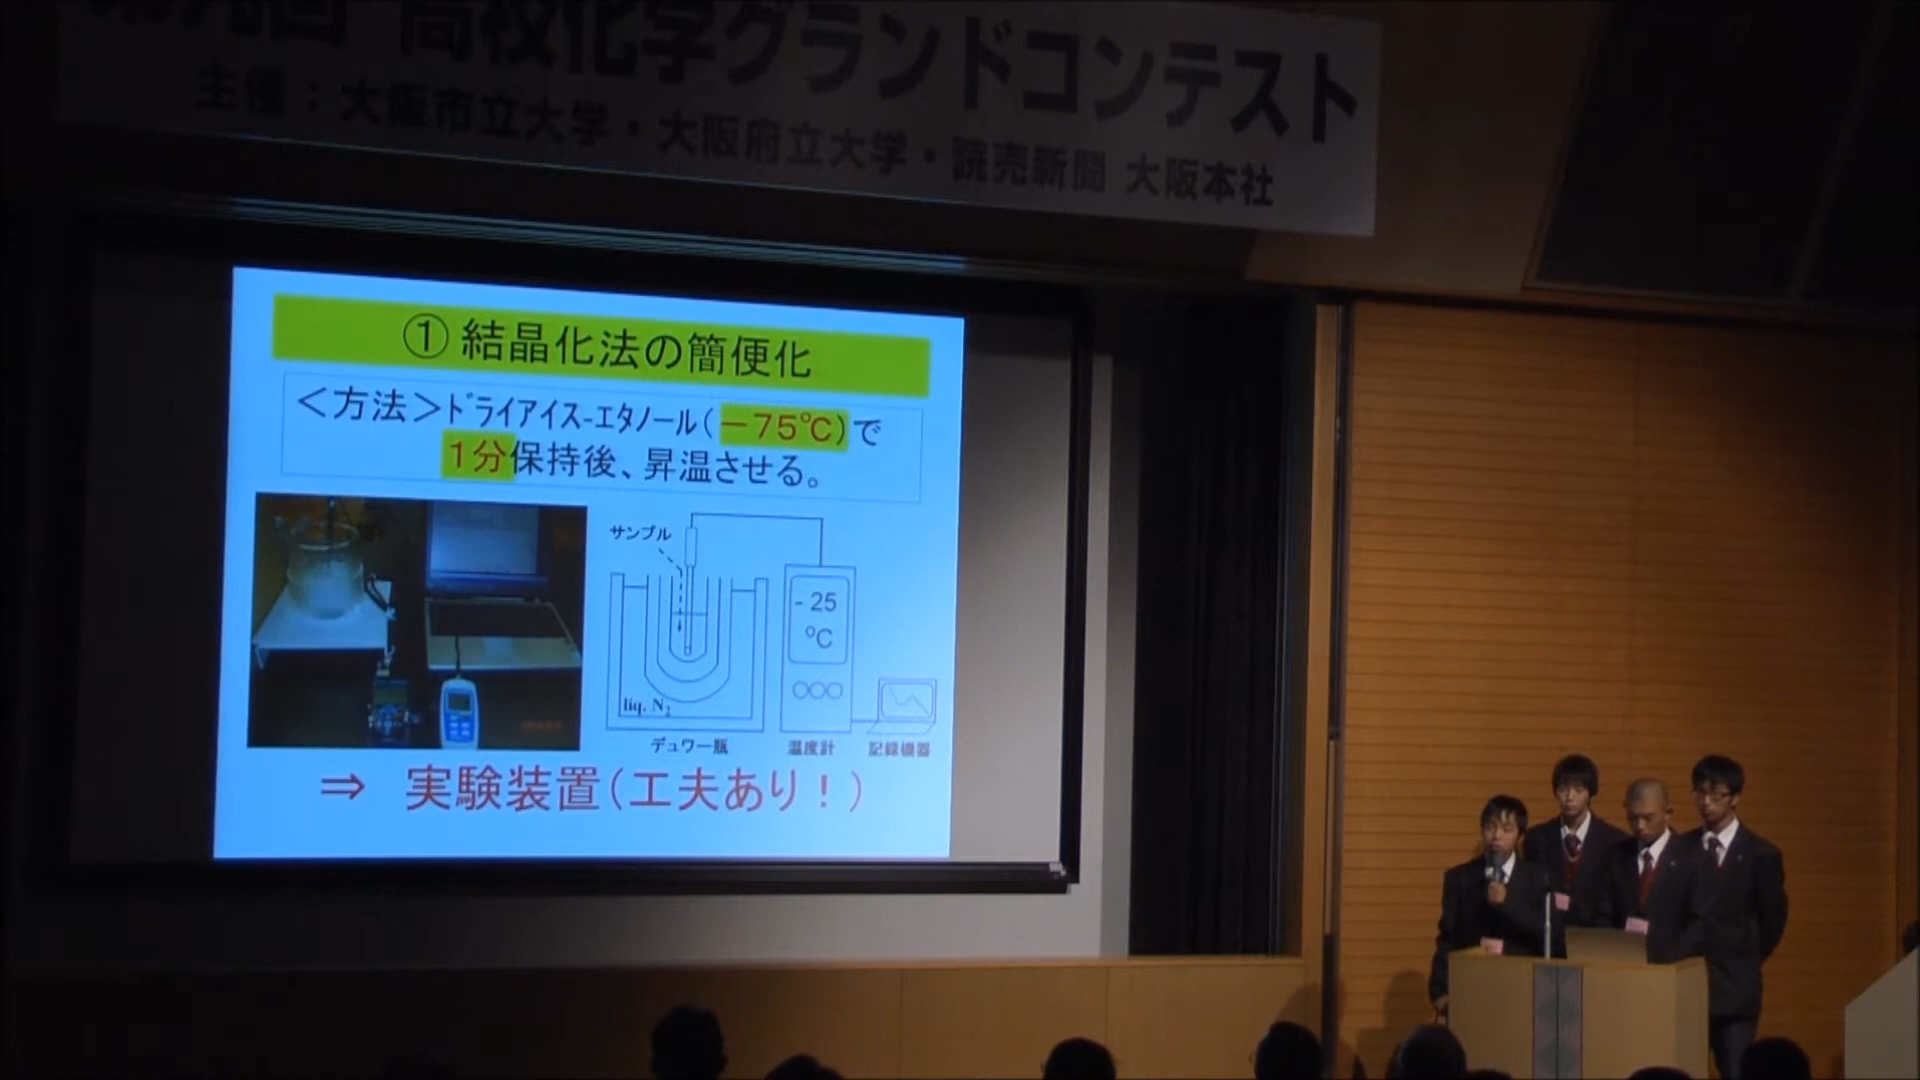 高校化学グランドコンテスト
主催：大阪市立大学・大阪府立大学・読売新聞 大阪本社
① 結晶化法の簡便化
＜方法＞ﾄﾞﾗｲｱｲｽ-ｴﾀﾉｰﾙ（－75℃）で
1分保持後、昇温させる。
サンプル
- 25
℃
liq. N₂
デュワー瓶
温度計
記録機器
⇒ 実験装置（工夫あり！）